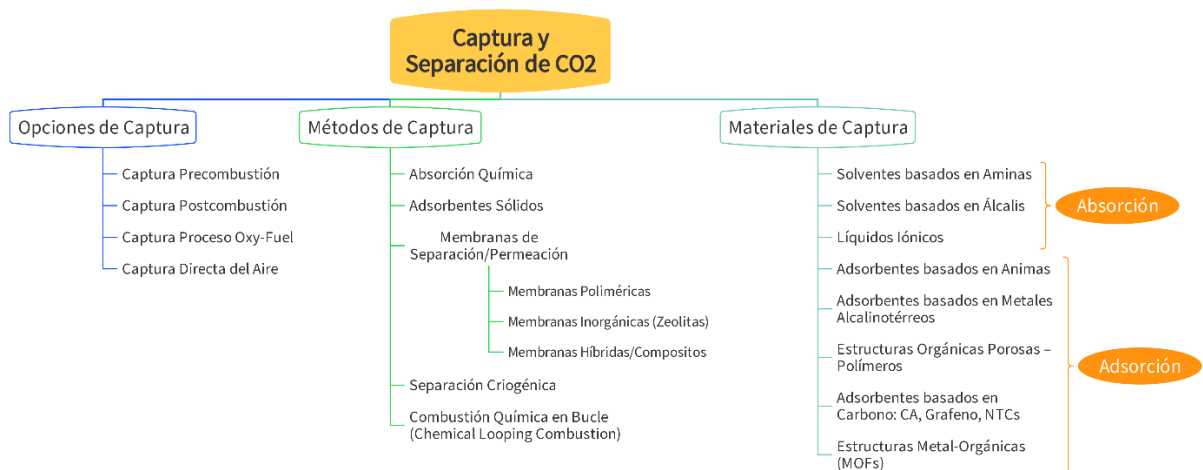 Captura y
Separación de CO2
Opciones de Captura
Captura Precombustión
Captura Postcombustión
Captura Proceso Oxy-Fuel
Captura Directa del Aire
Métodos de Captura
Absorción Química
Adsorbentes Sólidos
Membranas de
Separación/Permeación
Membranas Poliméricas
Membranas Inorgánicas (Zeolitas)
Membranas Híbridas/Compositos
Separación Criogénica
Combustión Química en Bucle
(Chemical Looping Combustion)
Materiales de Captura
Solventes basados en Aminas
Solventes basados en Álcalis
Líquidos Iónicos
Absorción
Adsorbentes basados en Animas
Adsorbentes basados en Metales
Alcalinotérreos
Estructuras Orgánicas Porosas –
Polímeros
Adsorbentes basados en
Carbono: CA, Grafeno, NTCs
Estructuras Metal-Orgánicas
(MOFs)
Adsorción